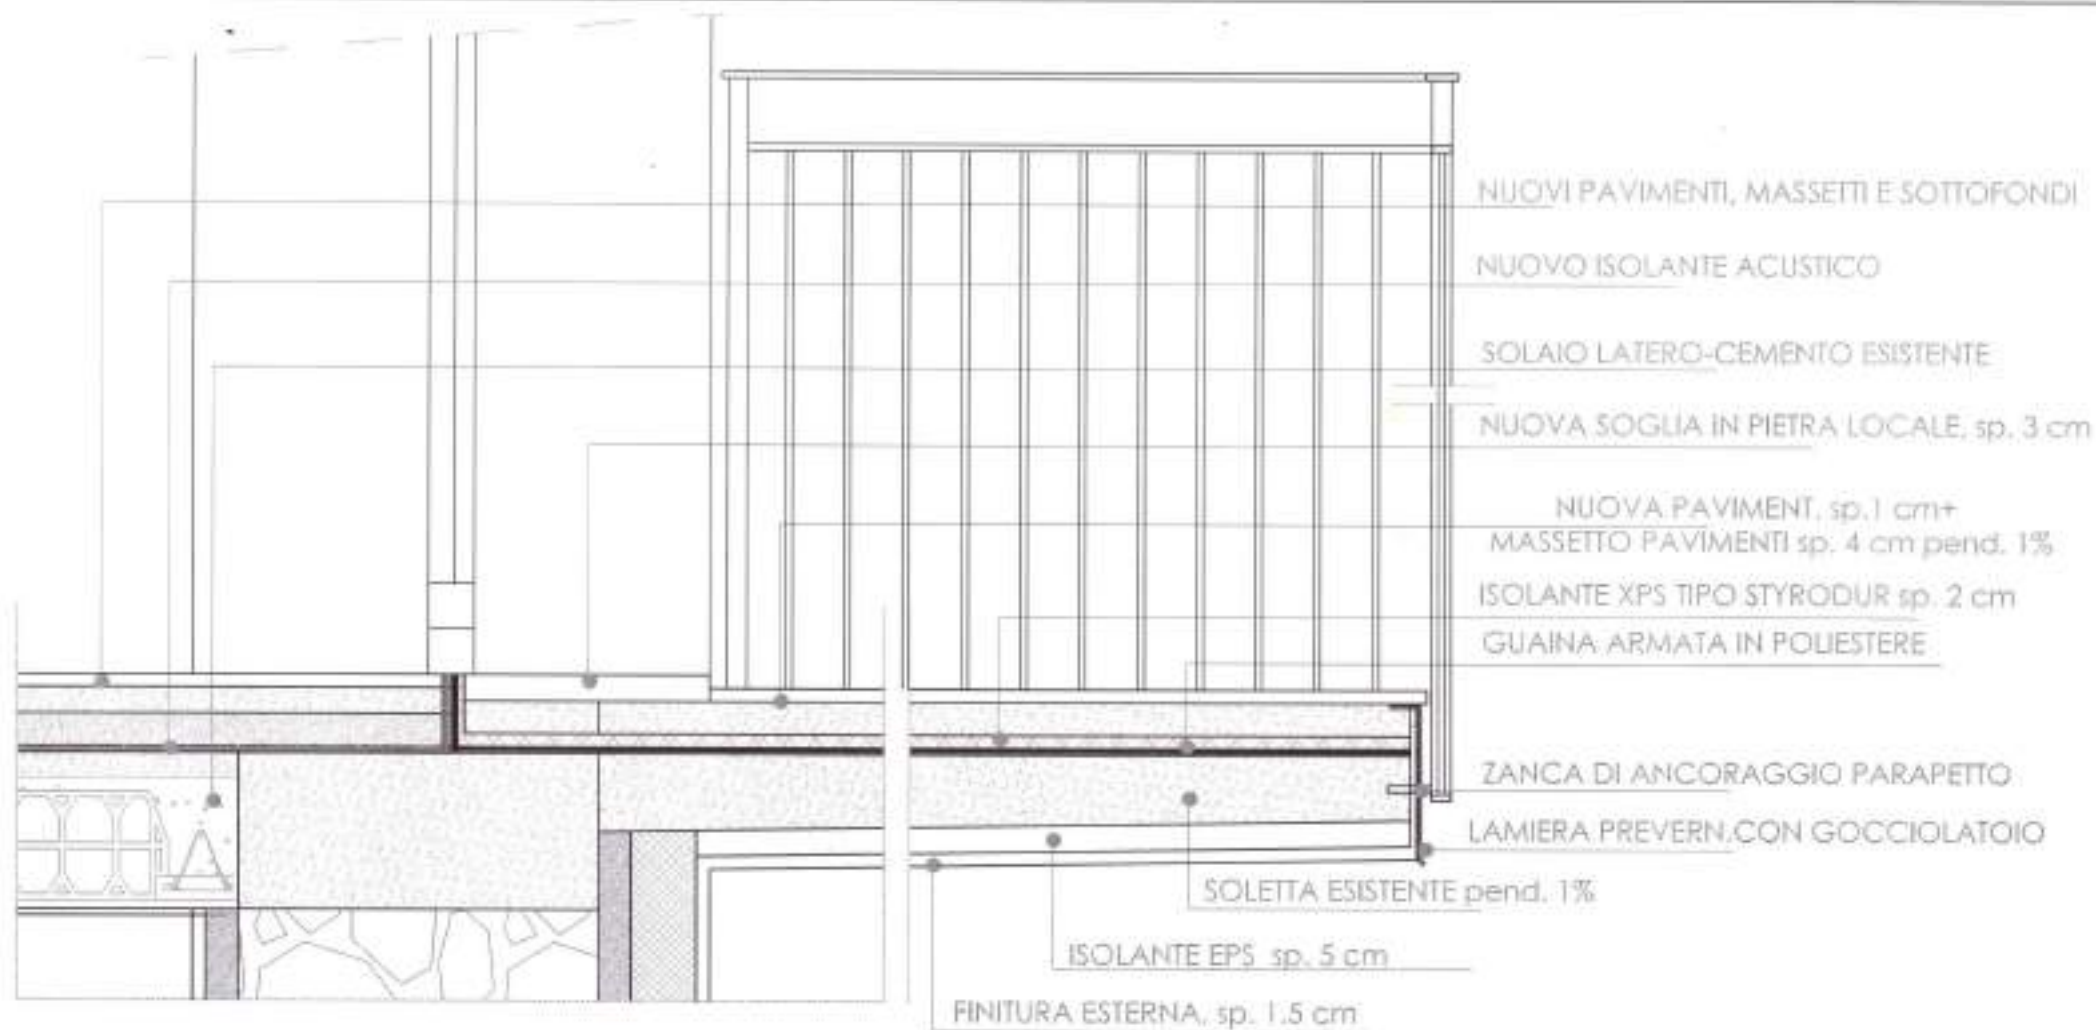 NUOVI PAVIMENTI, MASSETTI E SOTTOFONDI
NUOVO ISOLANTE ACUSTICO
SOLAIO LATERO-CEMENTO ESISTENTE
NUOVA SOGLIA IN PIETRA LOCALE, sp. 3 cm
NUOVA PAVIMENT. sp.1 cm+
MASSETTO PAVIMENTI sp. 4 cm pend. 1%
ISOLANTE XPS TIPO STYRODUR sp. 2 cm
GUAINA ARMATA IN POLIESTERE
ZANCA DI ANCORAGGIO PARAPETTO
LAMIERA PREVERN.CON GOCCIOLATOIO
SOLETTA ESISTENTE pend. 1%
ISOLANTE EPS sp. 5 cm
FINITURA ESTERNA, sp. 1.5 cm